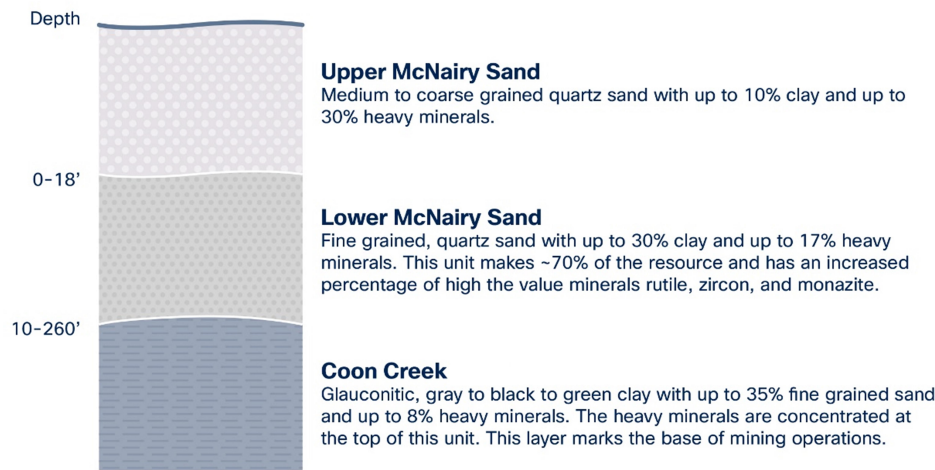 Depth
Upper McNairy Sand
Medium to coarse grained quartz sand with up to 10% clay and up to
30% heavy minerals.
0-18’
Lower McNairy Sand
Fine grained, quartz sand with up to 30% clay and up to 17% heavy
minerals. This unit makes ~70% of the resource and has an increased
percentage of high the value minerals rutile, zircon, and monazite.
10-260’
Coon Creek
Glauconitic, gray to black to green clay with up to 35% fine grained sand
and up to 8% heavy minerals. The heavy minerals are concentrated at
the top of this unit. This layer marks the base of mining operations.